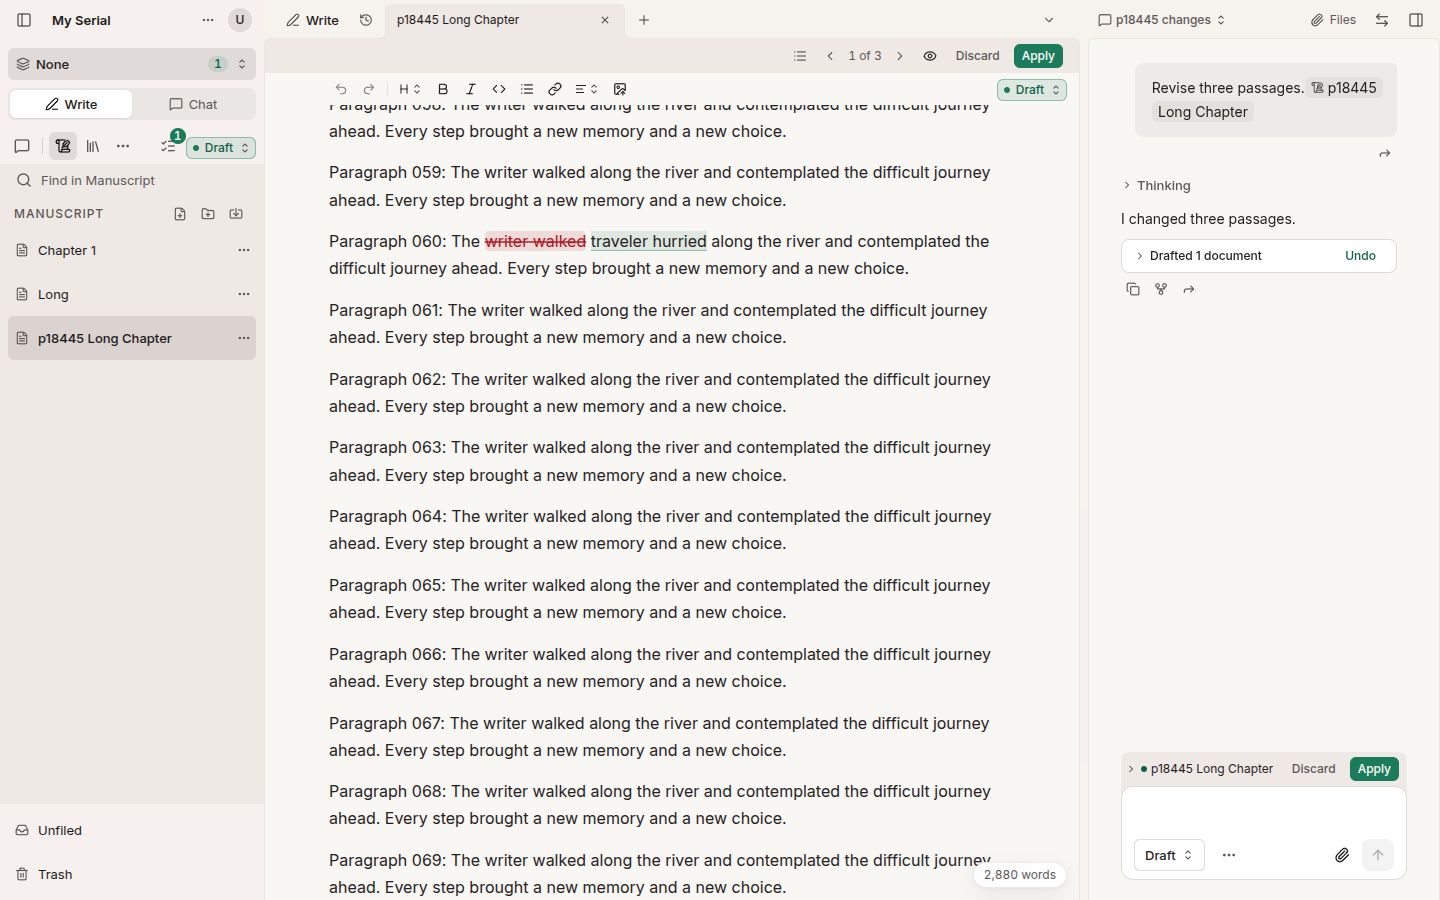 My Serial
U
None
1
Write
Chat
1
Draft
Find in Manuscript
MANUSCRIPT
Chapter 1
Long
p18445 Long Chapter
Unfiled
Trash
Write
p18445 Long Chapter
1 of 3
Discard
Apply
H
B
I
Draft
Paragraph 058: The writer walked along the river and contemplated the difficult journey
ahead. Every step brought a new memory and a new choice.
Paragraph 059: The writer walked along the river and contemplated the difficult journey
ahead. Every step brought a new memory and a new choice.
Paragraph 060: The writer walked traveler hurried along the river and contemplated the
difficult journey ahead. Every step brought a new memory and a new choice.
Paragraph 061: The writer walked along the river and contemplated the difficult journey
ahead. Every step brought a new memory and a new choice.
Paragraph 062: The writer walked along the river and contemplated the difficult journey
ahead. Every step brought a new memory and a new choice.
Paragraph 063: The writer walked along the river and contemplated the difficult journey
ahead. Every step brought a new memory and a new choice.
Paragraph 064: The writer walked along the river and contemplated the difficult journey
ahead. Every step brought a new memory and a new choice.
Paragraph 065: The writer walked along the river and contemplated the difficult journey
ahead. Every step brought a new memory and a new choice.
Paragraph 066: The writer walked along the river and contemplated the difficult journey
ahead. Every step brought a new memory and a new choice.
Paragraph 067: The writer walked along the river and contemplated the difficult journey
ahead. Every step brought a new memory and a new choice.
Paragraph 068: The writer walked along the river and contemplated the difficult journey
ahead. Every step brought a new memory and a new choice.
Paragraph 069: The writer walked along the river and contemplated the difficult journey
ahead. Every step brought a new memory and a new choice.
2,880 words
p18445 changes
Files
Revise three passages. p18445
Long Chapter
Thinking
I changed three passages.
Drafted 1 document
Undo
p18445 Long Chapter
Discard
Apply
Draft